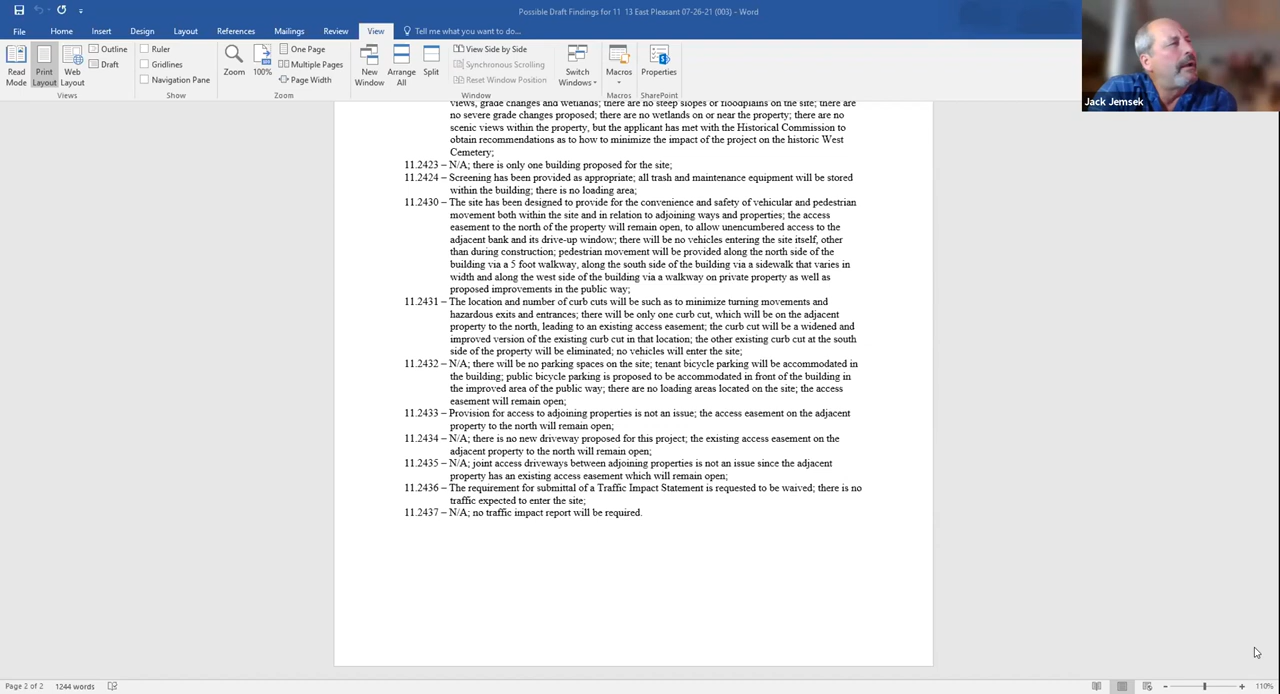 Possible Draft Findings for 11 13 East Pleasant 07-26-21 (003) - Word
File Home Insert Design Layout References Mailings Review View Tell me what you want to do...
Read Mode
Print Layout
Web Layout
Outline
Draft
Views
Ruler
Gridlines
Navigation Pane
Show
Zoom
100%
One Page
Multiple Pages
Page Width
Zoom
New Window
Arrange All
Split
View Side by Side
Synchronous Scrolling
Reset Window Position
Window
Switch Windows
Macros
Macros
Properties
SharePoint
Jack Jemsek
views, grade changes and wetlands; there are no steep slopes or floodplains on the site; there are
no severe grade changes proposed; there are no wetlands on or near the property; there are no
scenic views within the property, but the applicant has met with the Historical Commission to
obtain recommendations as to how to minimize the impact of the project on the historic West
Cemetery;
11.2423 – N/A; there is only one building proposed for the site;
11.2424 – Screening has been provided as appropriate; all trash and maintenance equipment will be stored
within the building; there is no loading area;
11.2430 – The site has been designed to provide for the convenience and safety of vehicular and pedestrian
movement both within the site and in relation to adjoining ways and properties; the access
easement to the north of the property will remain open, to allow unencumbered access to the
adjacent bank and its drive-up window; there will be no vehicles entering the site itself, other
than during construction; pedestrian movement will be provided along the north side of the
building via a 5 foot walkway, along the south side of the building via a sidewalk that varies in
width and along the west side of the building via a walkway on private property as well as
proposed improvements in the public way;
11.2431 – The location and number of curb cuts will be such as to minimize turning movements and
hazardous exits and entrances; there will be only one curb cut, which will be on the adjacent
property to the north, leading to an existing access easement; the curb cut will be a widened and
improved version of the existing curb cut in that location; the other existing curb cut at the south
side of the property will be eliminated; no vehicles will enter the site;
11.2432 – N/A; there will be no parking spaces on the site; tenant bicycle parking will be accommodated in
the building; public bicycle parking is proposed to be accommodated in front of the building in
the improved area of the public way; there are no loading areas located on the site; the access
easement will remain open;
11.2433 – Provision for access to adjoining properties is not an issue; the access easement on the adjacent
property to the north will remain open;
11.2434 – N/A; there is no new driveway proposed for this project; the existing access easement on the
adjacent property to the north will remain open;
11.2435 – N/A; joint access driveways between adjoining properties is not an issue since the adjacent
property has an existing access easement which will remain open;
11.2436 – The requirement for submittal of a Traffic Impact Statement is requested to be waived; there is no
traffic expected to enter the site;
11.2437 – N/A; no traffic impact report will be required.
Page 2 of 2 1244 words 110%